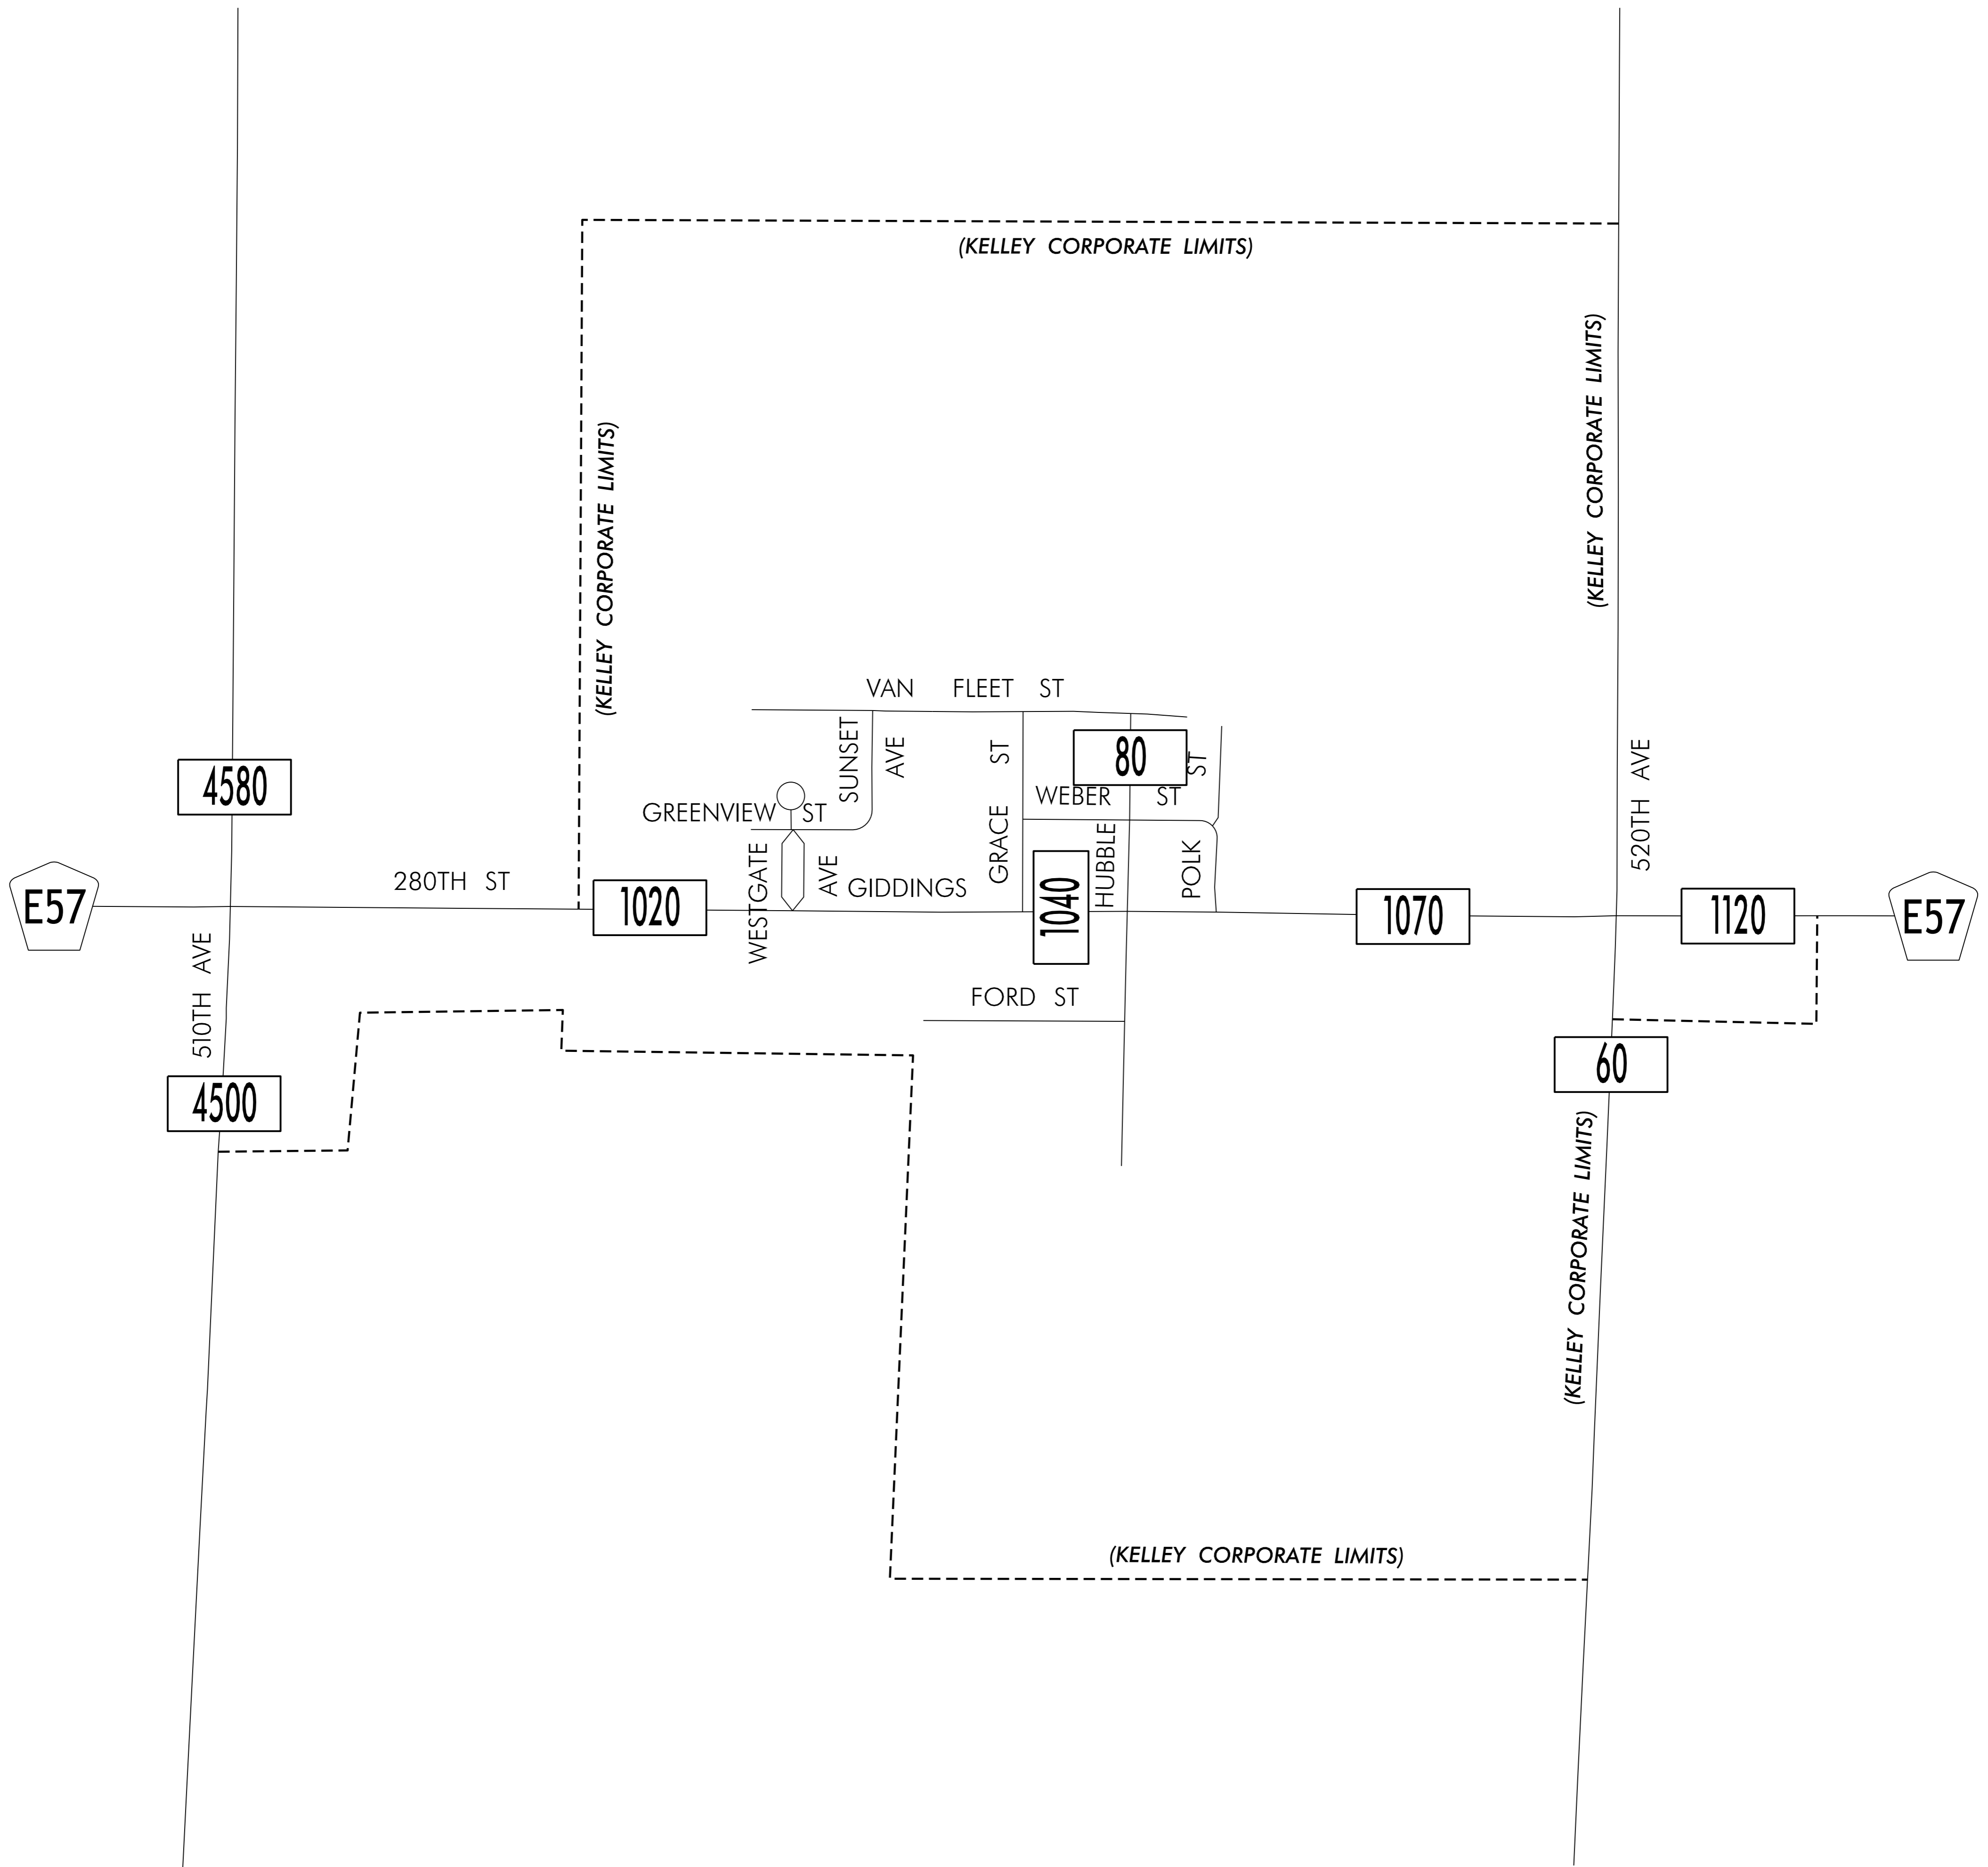 (KELLEY CORPORATE LIMITS)
(KELLEY CORPORATE LIMITS)
(KELLEY CORPORATE LIMITS)
VAN FLEET ST
SUNSET AVE
GRACE ST
80
4580
GREENVIEW ST
WEBER ST
POLK ST
520TH AVE
HUBBLE
WESTGATE AVE
E57
280TH ST
1020
GIDDINGS
1040
1070
1120
E57
510TH AVE
FORD ST
60
4500
(KELLEY CORPORATE LIMITS)
(KELLEY CORPORATE LIMITS)